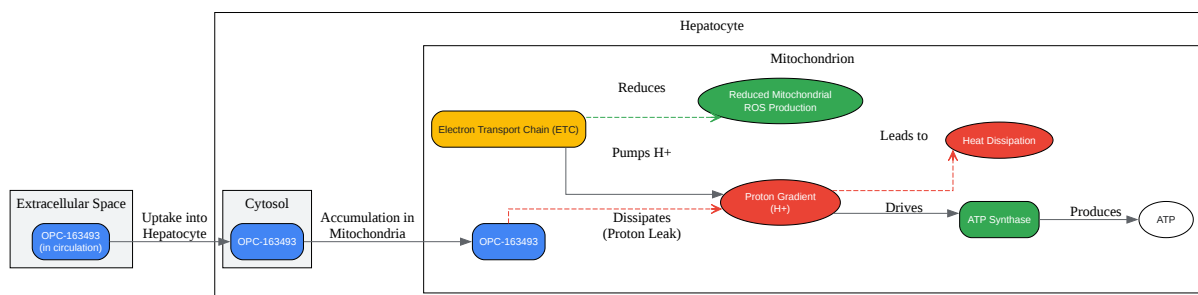 Hepatocyte
Mitochondrion
Reduces
Reduced Mitochondrial
ROS Production
Electron Transport Chain (ETC)
Pumps H+
Leads to
Heat Dissipation
Extracellular Space
OPC-163493
(in circulation)
Uptake into
Hepatocyte
Cytosol
OPC-163493
Accumulation in
Mitochondria
OPC-163493
Dissipates
(Proton Leak)
Proton Gradient
(H+)
Drives
ATP Synthase
Produces
ATP